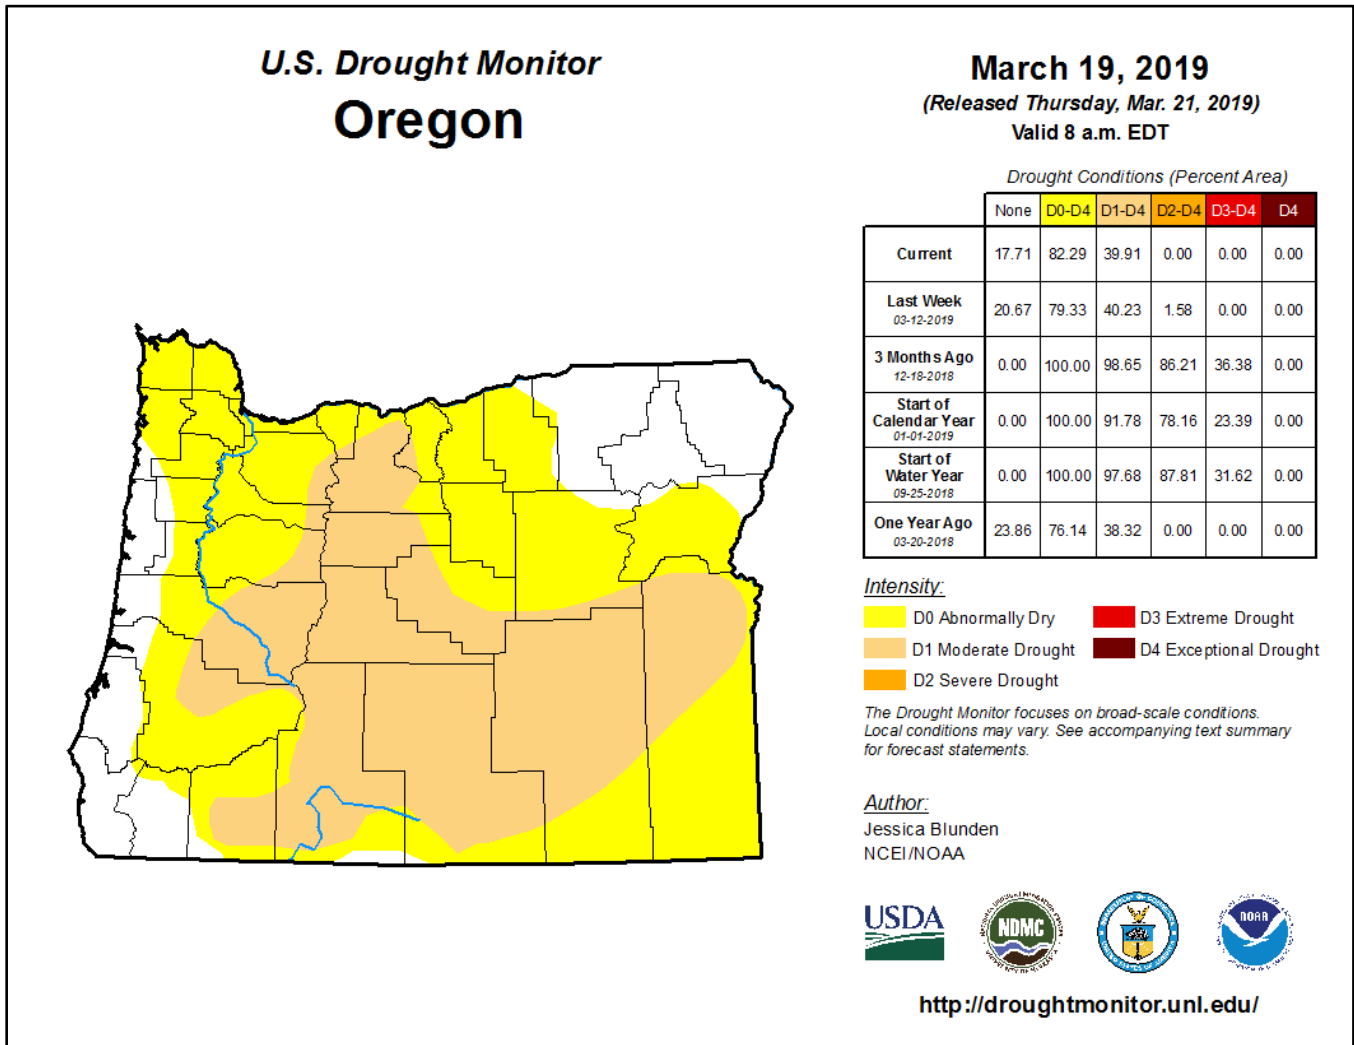 U.S. Drought Monitor
Oregon
March 19, 2019
(Released Thursday, Mar. 21, 2019)
Valid 8 a.m. EDT
Drought Conditions (Percent Area)
None D0-D4 D1-D4 D2-D4 D3-D4 D4
Current 17.71 82.29 39.91 0.00 0.00 0.00
Last Week
03-12-2019 20.67 79.33 40.23 1.58 0.00 0.00
3 Months Ago
12-18-2018 0.00 100.00 98.65 86.21 36.38 0.00
Start of
Calendar Year
01-01-2019 0.00 100.00 91.78 78.16 23.39 0.00
Start of
Water Year
09-25-2018 0.00 100.00 97.68 87.81 31.62 0.00
One Year Ago
03-20-2018 23.86 76.14 38.32 0.00 0.00 0.00
Intensity:
D0 Abnormally Dry
D1 Moderate Drought
D2 Severe Drought
D3 Extreme Drought
D4 Exceptional Drought
The Drought Monitor focuses on broad-scale conditions.
Local conditions may vary. See accompanying text summary
for forecast statements.
Author:
Jessica Blunden
NCEI/NOAA
USDA
NDMC
NOAA
http://droughtmonitor.unl.edu/